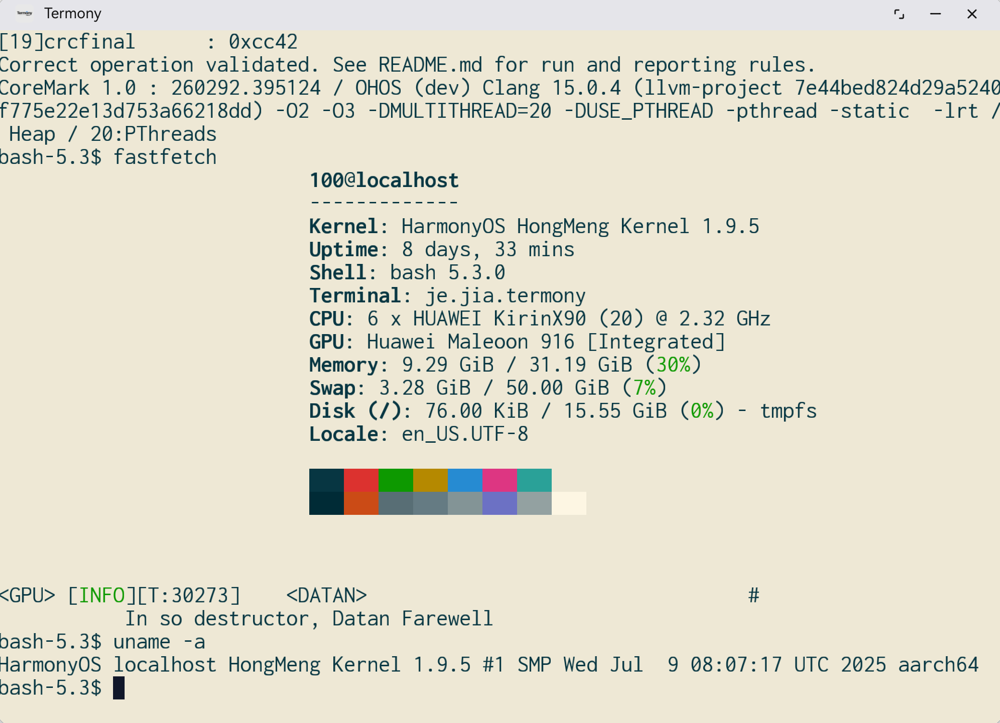 Termony
Termony
[19]crcfinal      : 0xcc42
Correct operation validated. See README.md for run and reporting rules.
CoreMark 1.0 : 260292.395124 / OHOS (dev) Clang 15.0.4 (llvm-project 7e44bed824d29a5240
f775e22e13d753a66218dd) -O2 -O3 -DMULTITHREAD=20 -DUSE_PTHREAD -pthread -static  -lrt /
 Heap / 20:PThreads
bash-5.3$ fastfetch
100@localhost
-------------
Kernel: HarmonyOS HongMeng Kernel 1.9.5
Uptime: 8 days, 33 mins
Shell: bash 5.3.0
Terminal: je.jia.termony
CPU: 6 x HUAWEI KirinX90 (20) @ 2.32 GHz
GPU: Huawei Maleoon 916 [Integrated]
Memory: 9.29 GiB / 31.19 GiB (30%)
Swap: 3.28 GiB / 50.00 GiB (7%)
Disk (/): 76.00 KiB / 15.55 GiB (0%) - tmpfs
Locale: en_US.UTF-8
<GPU> [INFO][T:30273]    <DATAN>                                 #
           In so destructor, Datan Farewell
bash-5.3$ uname -a
HarmonyOS localhost HongMeng Kernel 1.9.5 #1 SMP Wed Jul  9 08:07:17 UTC 2025 aarch64
bash-5.3$